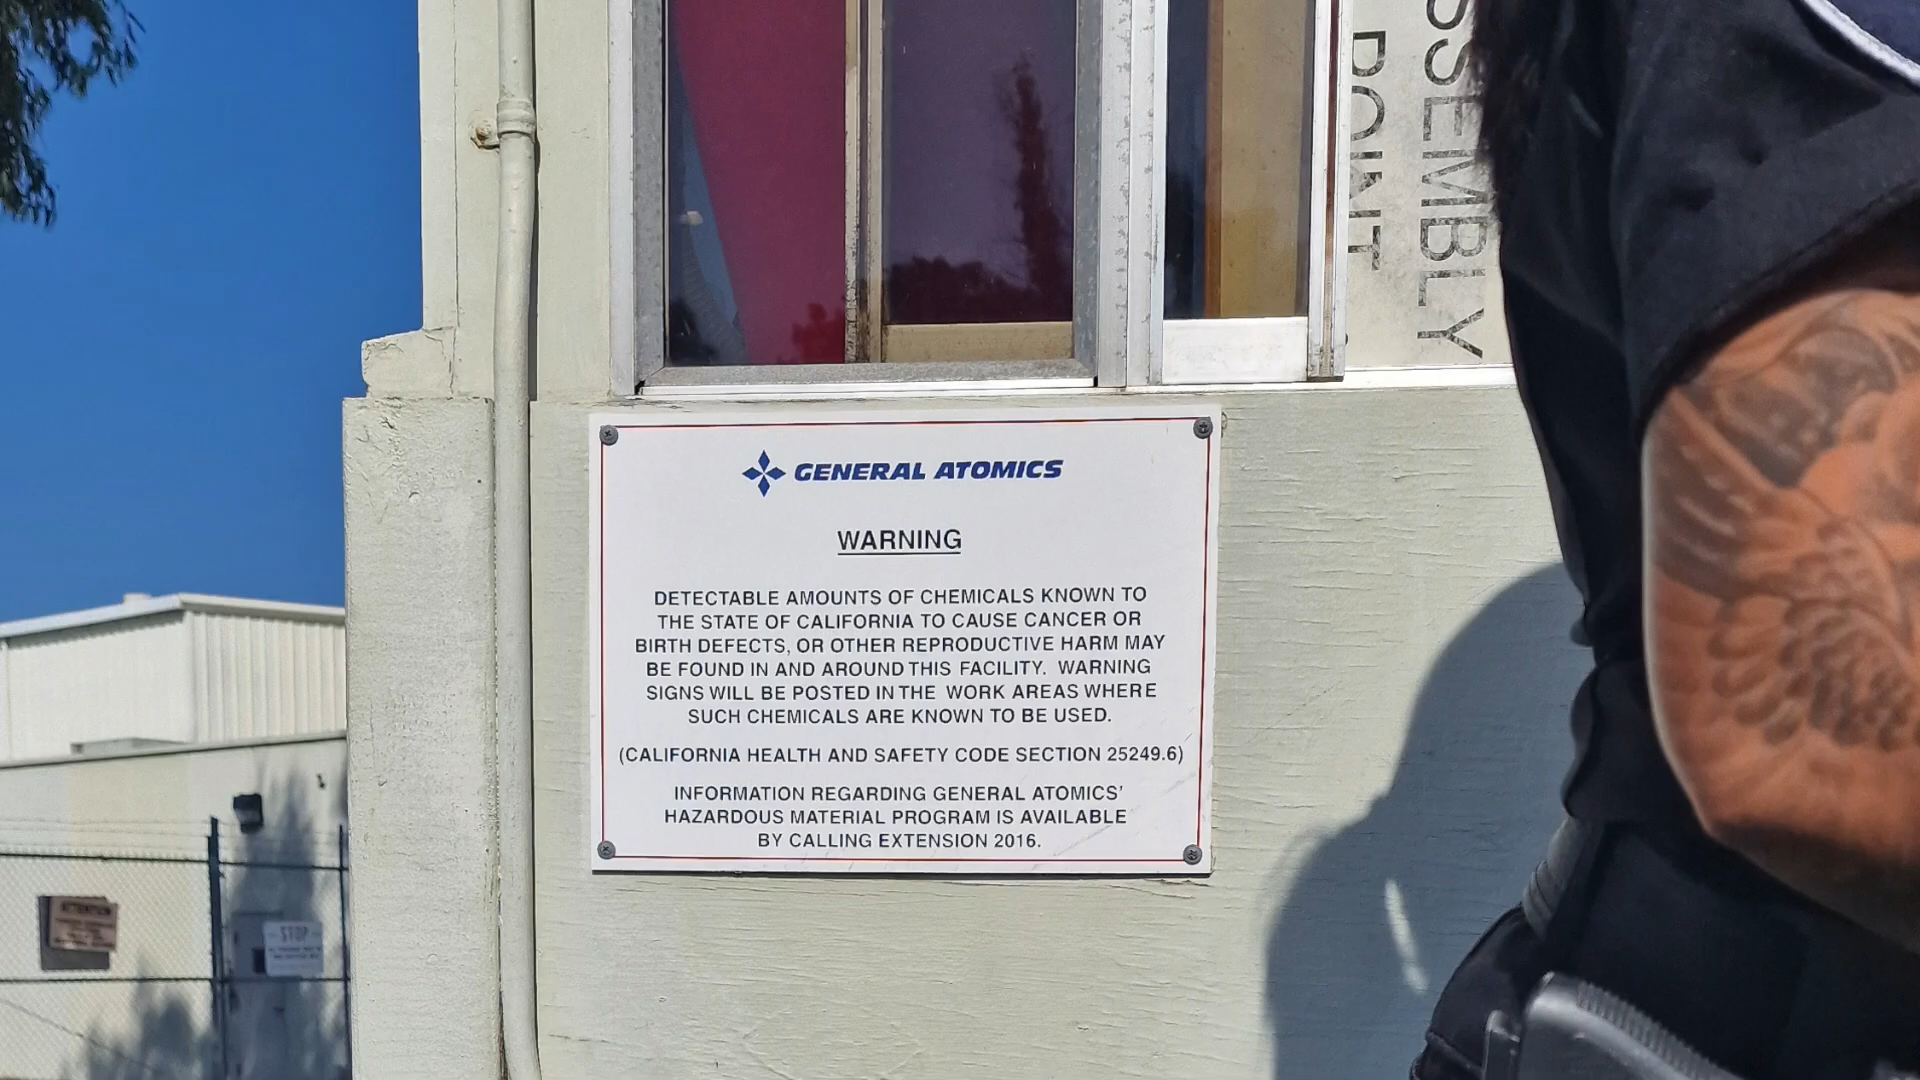 ASSEMBLY
POINT
GENERAL ATOMICS
WARNING
DETECTABLE AMOUNTS OF CHEMICALS KNOWN TO
THE STATE OF CALIFORNIA TO CAUSE CANCER OR
BIRTH DEFECTS, OR OTHER REPRODUCTIVE HARM MAY
BE FOUND IN AND AROUND THIS FACILITY. WARNING
SIGNS WILL BE POSTED IN THE WORK AREAS WHERE
SUCH CHEMICALS ARE KNOWN TO BE USED.
(CALIFORNIA HEALTH AND SAFETY CODE SECTION 25249.6)
INFORMATION REGARDING GENERAL ATOMICS'
HAZARDOUS MATERIAL PROGRAM IS AVAILABLE
BY CALLING EXTENSION 2016.
ATTENTION
STOP